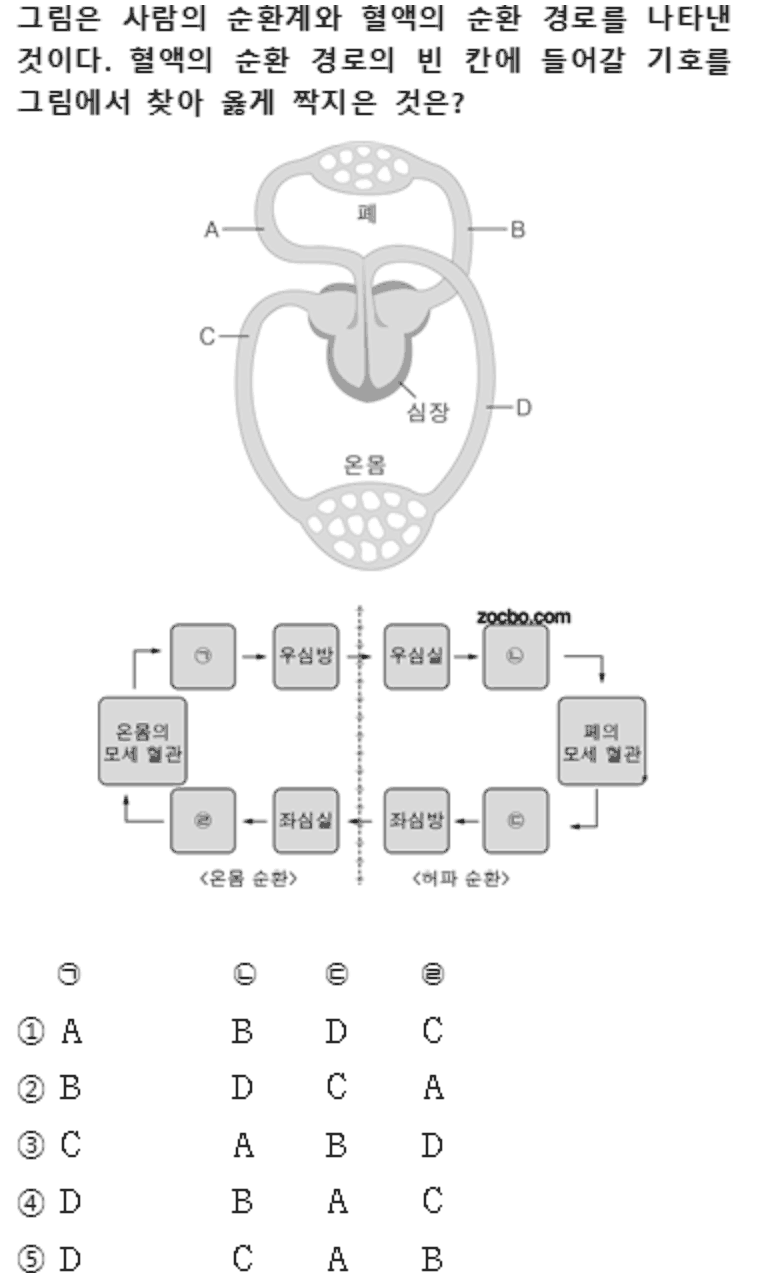 그림은 사람의 순환계와 혈액의 순환 경로를 나타낸
것이다. 혈액의 순환 경로의 빈 칸에 들어갈 기호를
그림에서 찾아 옳게 짝지은 것은?
폐
A
B
C
심장
D
온몸
zocbo.com
㉠ 우심방 우심실 ㉡
온몸의
모세 혈관
폐의
모세 혈관
㉣ 좌심실 좌심방 ㉢
<온몸 순환> <허파 순환>
㉠ ㉡ ㉢ ㉣
① A B D C
② B D C A
③ C A B D
④ D B A C
⑤ D C A B